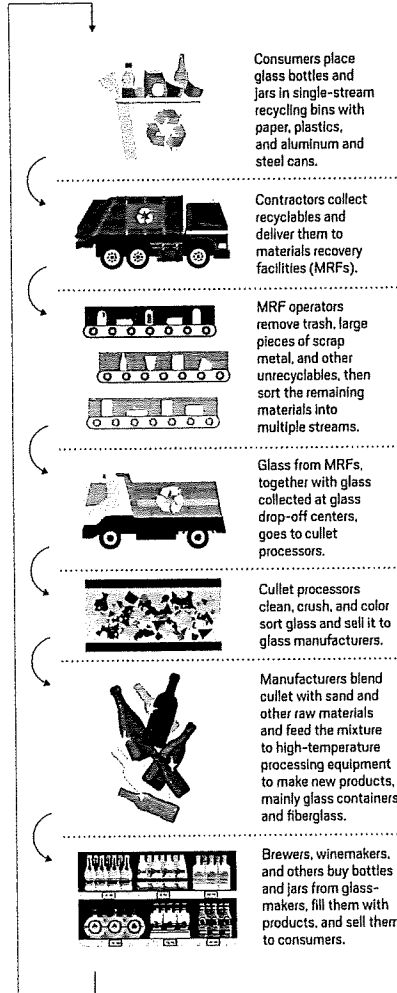 Consumers place
glass bottles and
jars in single-stream
recycling bins with
paper, plastics,
and aluminum and
steel cans.
Contractors collect
recyclables and
deliver them to
materials recovery
facilities (MRFs).
MRF operators
remove trash, large
pieces of scrap
metal, and other
unrecyclables, then
sort the remaining
materials into
multiple streams.
Glass from MRFs,
together with glass
collected at glass
drop-off centers,
goes to cullet
processors.
Cullet processors
clean, crush, and color
sort glass and sell it to
glass manufacturers.
Manufacturers blend
cullet with sand and
other raw materials
and feed the mixture
to high-temperature
processing equipment
to make new products,
mainly glass containers
and fiberglass.
Brewers, winemakers,
and others buy bottles
and jars from glass-
makers, fill them with
products, and sell them
to consumers.